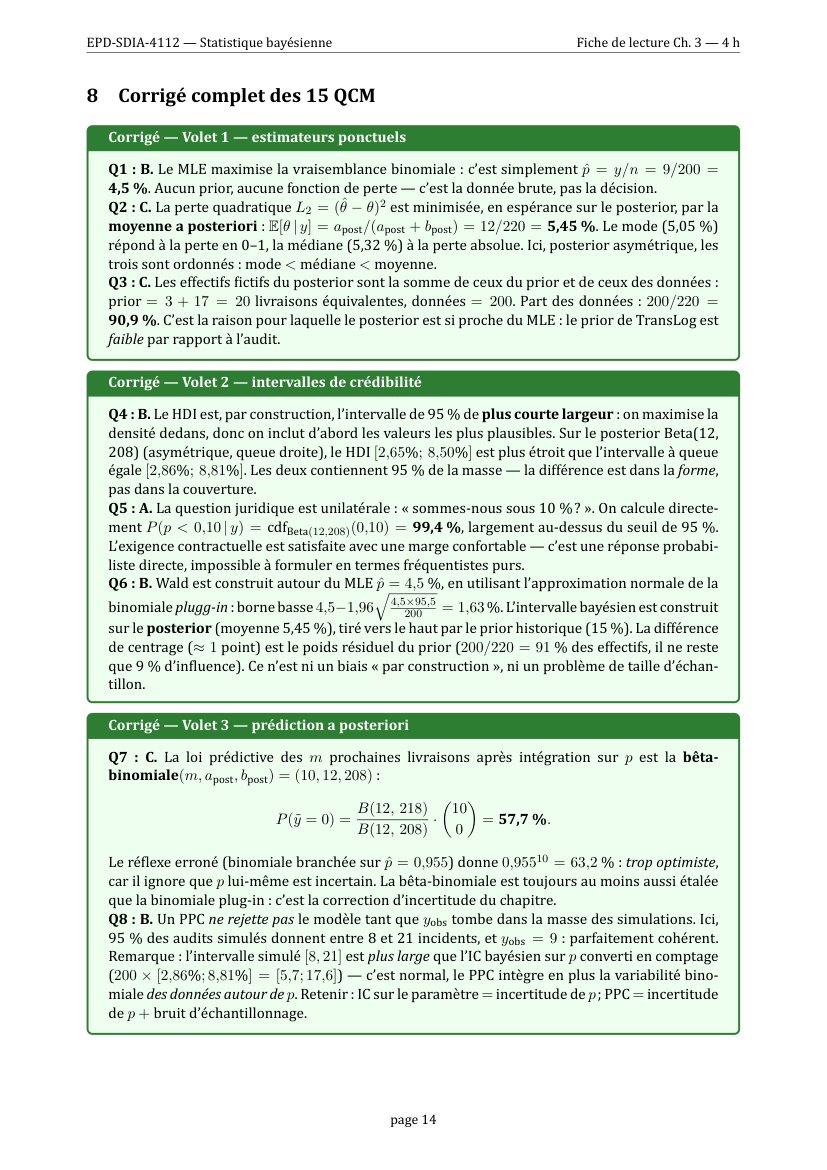 EPD-SDIA-4112 — Statistique bayésienne Fiche de lecture Ch. 3 — 4 h
8 Corrigé complet des 15 QCM
Corrigé — Volet 1 — estimateurs ponctuels
Q1 : B. Le MLE maximise la vraisemblance binomiale : c’est simplement p̂ = y/n = 9/200 =
4,5 %. Aucun prior, aucune fonction de perte — c’est la donnée brute, pas la décision.
Q2 : C. La perte quadratique L₂ = (θ̂ − θ)² est minimisée, en espérance sur le posterior, par la
moyenne a posteriori : 𝔼[θ | y] = a_post/(a_post + b_post) = 12/220 = 5,45 %. Le mode (5,05 %)
répond à la perte en 0–1, la médiane (5,32 %) à la perte absolue. Ici, posterior asymétrique, les
trois sont ordonnés : mode < médiane < moyenne.
Q3 : C. Les effectifs fictifs du posterior sont la somme de ceux du prior et de ceux des données :
prior = 3 + 17 = 20 livraisons équivalentes, données = 200. Part des données : 200/220 =
90,9 %. C’est la raison pour laquelle le posterior est si proche du MLE : le prior de TransLog est
faible par rapport à l’audit.
Corrigé — Volet 2 — intervalles de crédibilité
Q4 : B. Le HDI est, par construction, l’intervalle de 95 % de plus courte largeur : on maximise la
densité dedans, donc on inclut d’abord les valeurs les plus plausibles. Sur le posterior Beta(12,
208) (asymétrique, queue droite), le HDI [2,65%; 8,50%] est plus étroit que l’intervalle à queue
égale [2,86%; 8,81%]. Les deux contiennent 95 % de la masse — la différence est dans la forme,
pas dans la couverture.
Q5 : A. La question juridique est unilatérale : « sommes-nous sous 10 % ? ». On calcule directe-
ment P(p < 0,10 | y) = cdf_Beta(12,208)(0,10) = 99,4 %, largement au-dessus du seuil de 95 %.
L’exigence contractuelle est satisfaite avec une marge confortable — c’est une réponse probabi-
liste directe, impossible à formuler en termes fréquentistes purs.
Q6 : B. Wald est construit autour du MLE p̂ = 4,5 %, en utilisant l’approximation normale de la
binomiale plugg-in : borne basse 4,5−1,96√(4,5×95,5/200) = 1,63 %. L’intervalle bayésien est construit
sur le posterior (moyenne 5,45 %), tiré vers le haut par le prior historique (15 %). La différence
de centrage (≈ 1 point) est le poids résiduel du prior (200/220 = 91 % des effectifs, il ne reste
que 9 % d’influence). Ce n’est ni un biais « par construction », ni un problème de taille d’échan-
tillon.
Corrigé — Volet 3 — prédiction a posteriori
Q7 : C. La loi prédictive des m prochaines livraisons après intégration sur p est la bêta-
binomiale(m, a_post, b_post) = (10, 12, 208) :
P(ỹ = 0) = B(12, 218)/B(12, 208) · (10 0) = 57,7 %.
Le réflexe erroné (binomiale branchée sur p̂ = 0,955) donne 0,955¹⁰ = 63,2 % : trop optimiste,
car il ignore que p lui-même est incertain. La bêta-binomiale est toujours au moins aussi étalée
que la binomiale plug-in : c’est la correction d’incertitude du chapitre.
Q8 : B. Un PPC ne rejette pas le modèle tant que y_obs tombe dans la masse des simulations. Ici,
95 % des audits simulés donnent entre 8 et 21 incidents, et y_obs = 9 : parfaitement cohérent.
Remarque : l’intervalle simulé [8, 21] est plus large que l’IC bayésien sur p converti en comptage
(200 × [2,86%; 8,81%] = [5,7; 17,6]) — c’est normal, le PPC intègre en plus la variabilité bino-
miale des données autour de p. Retenir : IC sur le paramètre = incertitude de p ; PPC = incertitude
de p + bruit d’échantillonnage.
page 14